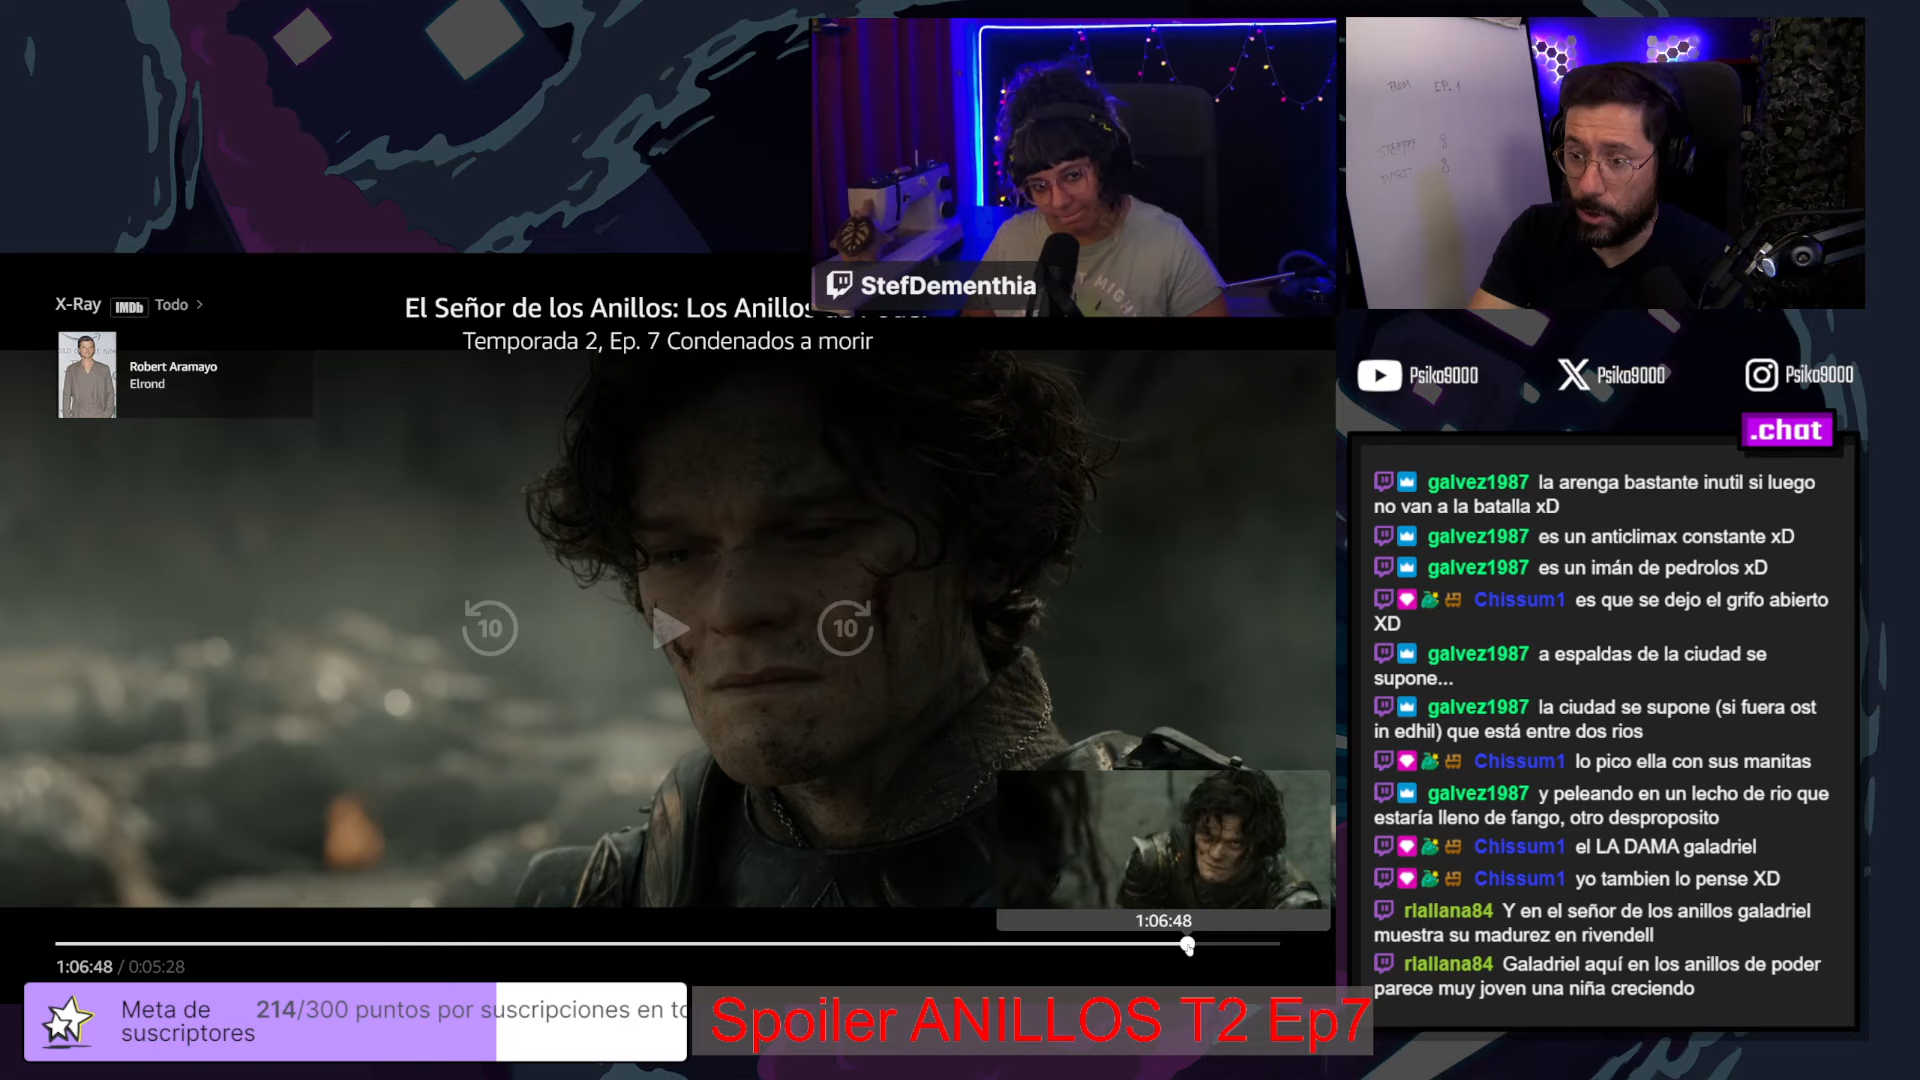 X-Ray IMDb Todo >
El Señor de los Anillos: Los Anillos de Poder
Temporada 2, Ep. 7 Condenados a morir
Robert Aramayo
Elrond
StefDementhia
EP. 1
8
8
Psiko9000
Psiko9000
Psiko9000
.chat
galvez1987 la arenga bastante inutil si luego
no van a la batalla xD
galvez1987 es un anticlimax constante xD
galvez1987 es un imán de pedrolos xD
Chissum1 es que se dejo el grifo abierto
XD
galvez1987 a espaldas de la ciudad se
supone...
galvez1987 la ciudad se supone (si fuera ost
in edhil) que está entre dos rios
Chissum1 lo pico ella con sus manitas
galvez1987 y peleando en un lecho de rio que
estaría lleno de fango, otro desproposito
Chissum1 el LA DAMA galadriel
Chissum1 yo tambien lo pense XD
rlallana84 Y en el señor de los anillos galadriel
muestra su madurez en rivendell
rlallana84 Galadriel aquí en los anillos de poder
parece muy joven una niña creciendo
10
10
1:06:48
1:06:48 / 0:05:28
Meta de
suscriptores
214/300 puntos por suscripciones en to
Spoiler ANILLOS T2 Ep7